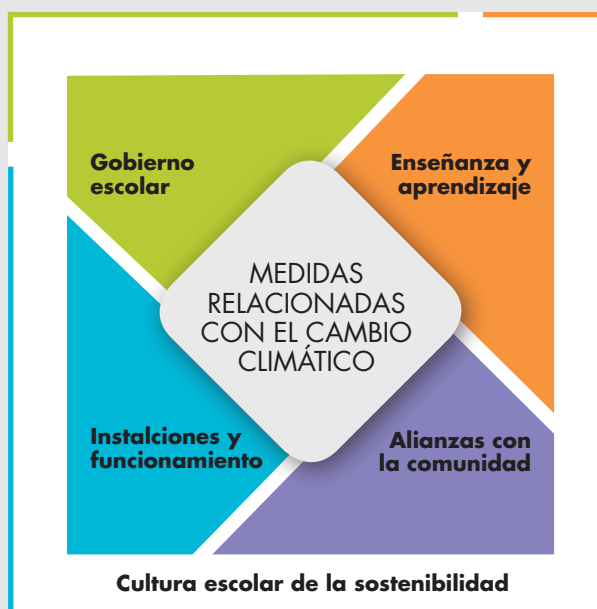 Gobierno
escolar
Enseñanza y
aprendizaje
MEDIDAS
RELACIONADAS
CON EL CAMBIO
CLIMÁTICO
Instalciones y
funcionamiento
Alianzas con
la comunidad
Cultura escolar de la sostenibilidad